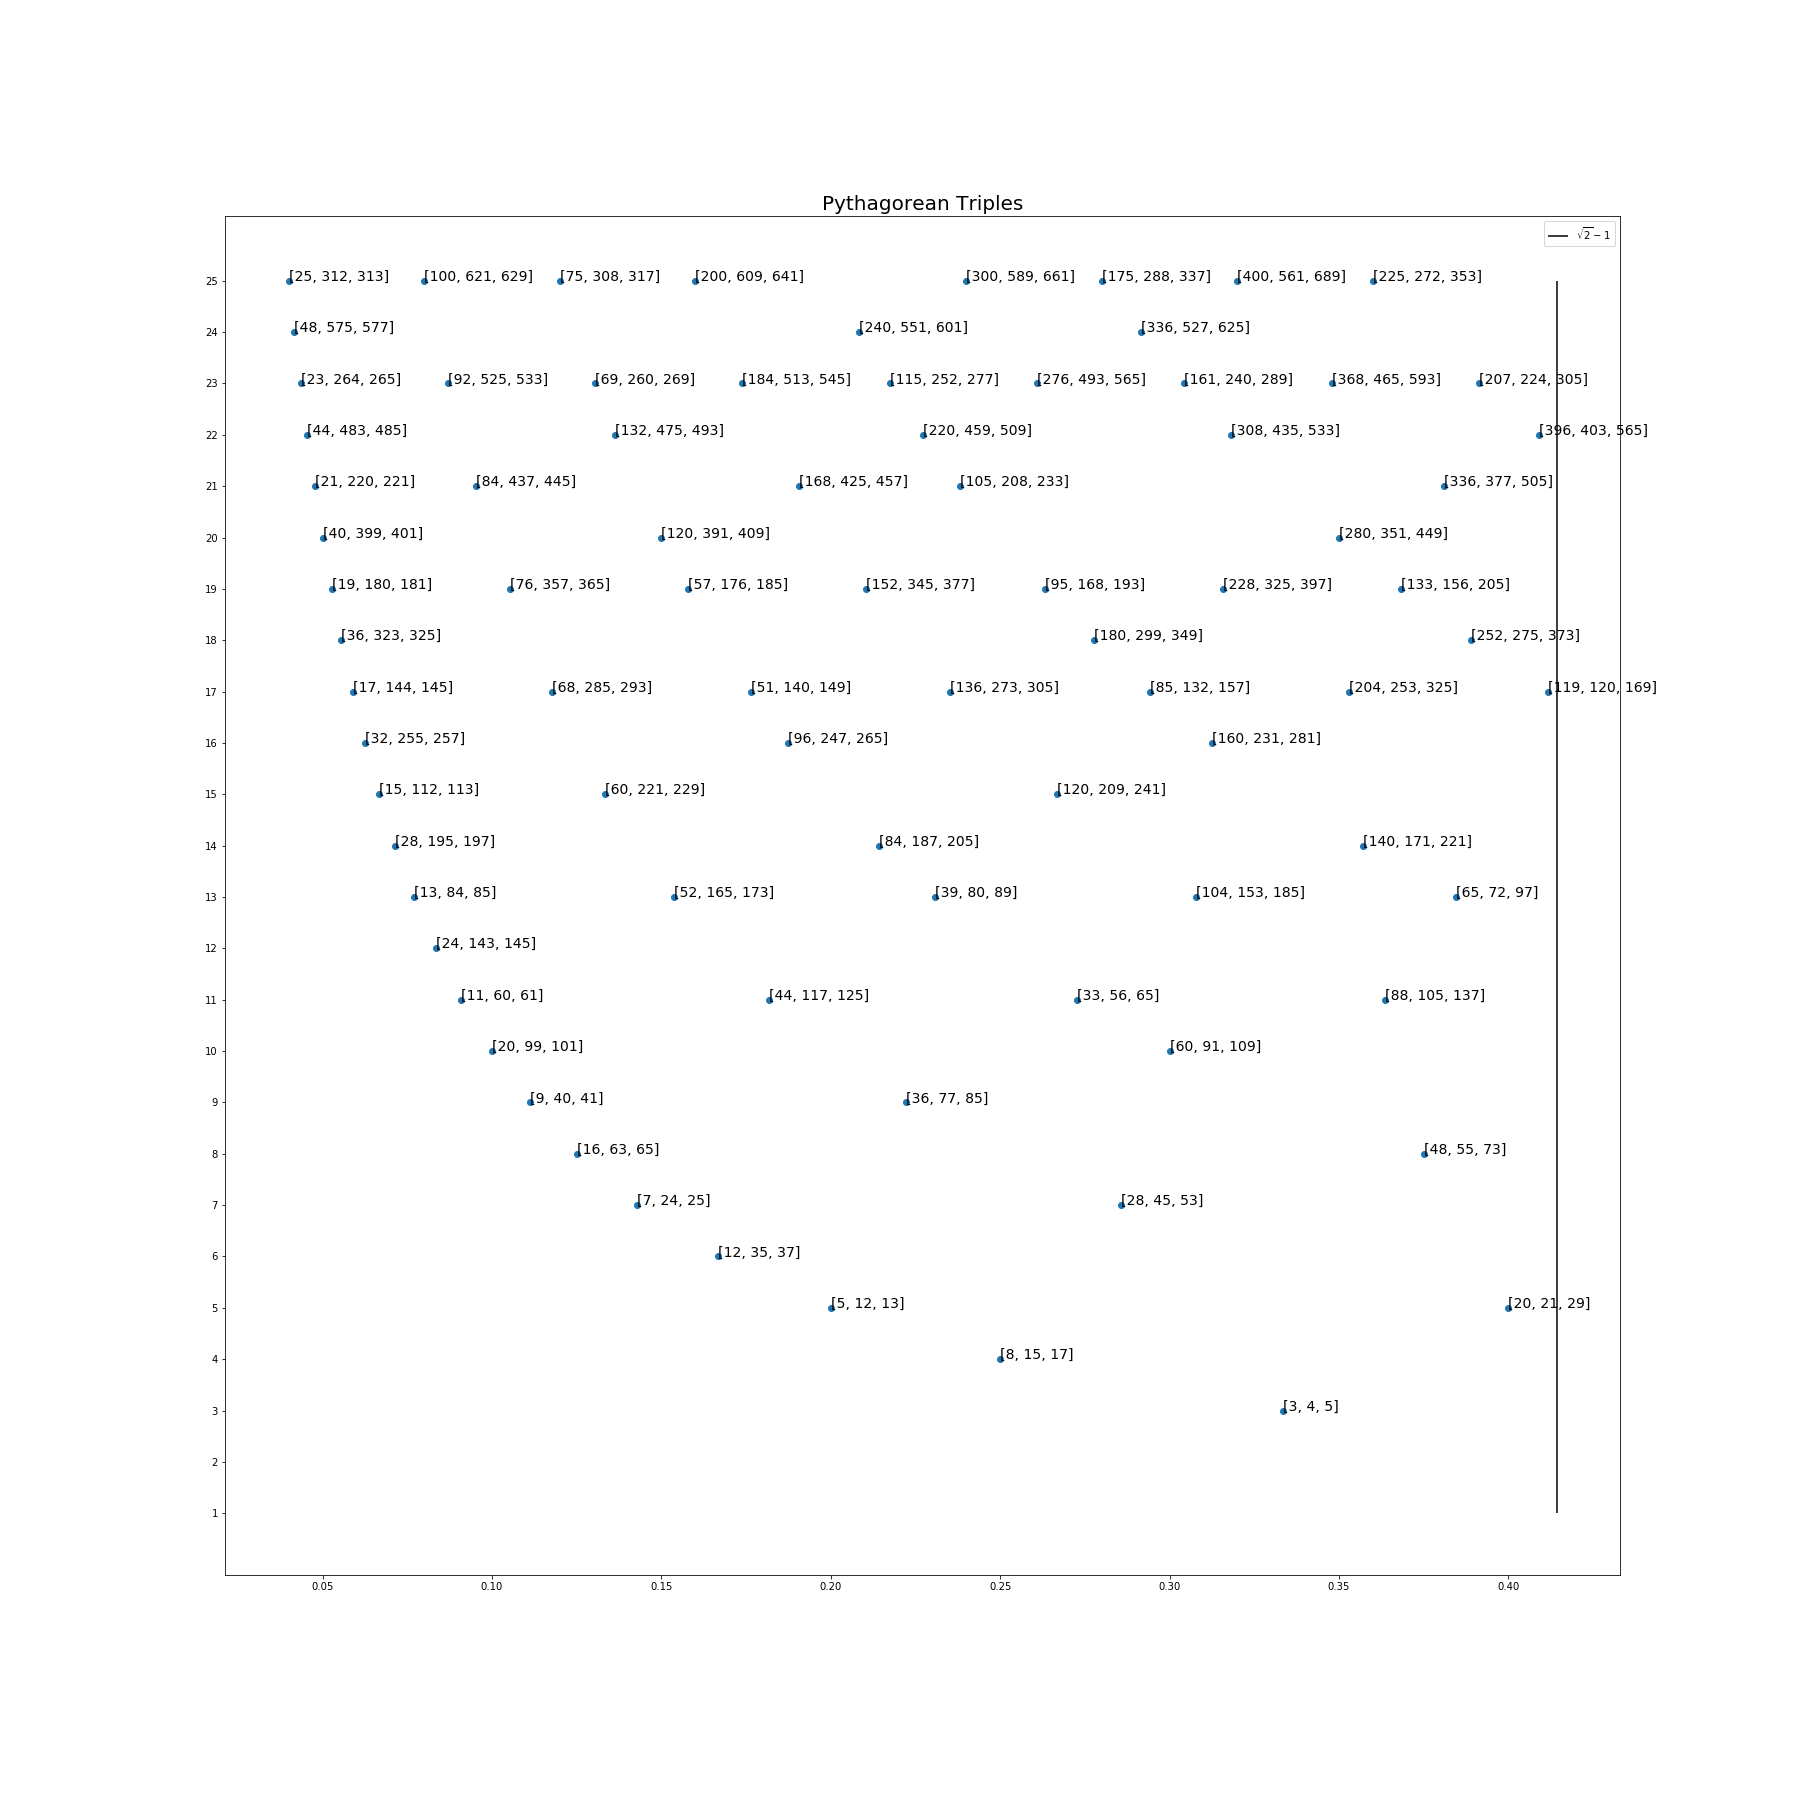 Pythagorean Triples
√2 − 1
25 [25, 312, 313] [100, 621, 629] [75, 308, 317] [200, 609, 641] [300, 589, 661] [175, 288, 337] [400, 561, 689] [225, 272, 353]
24 [48, 575, 577] [240, 551, 601] [336, 527, 625]
23 [23, 264, 265] [92, 525, 533] [69, 260, 269] [184, 513, 545] [115, 252, 277] [276, 493, 565] [161, 240, 289] [368, 465, 593] [207, 224, 305]
22 [44, 483, 485] [132, 475, 493] [220, 459, 509] [308, 435, 533] [396, 403, 565]
21 [21, 220, 221] [84, 437, 445] [168, 425, 457] [105, 208, 233] [336, 377, 505]
20 [40, 399, 401] [120, 391, 409] [280, 351, 449]
19 [19, 180, 181] [76, 357, 365] [57, 176, 185] [152, 345, 377] [95, 168, 193] [228, 325, 397] [133, 156, 205]
18 [36, 323, 325] [180, 299, 349] [252, 275, 373]
17 [17, 144, 145] [68, 285, 293] [51, 140, 149] [136, 273, 305] [85, 132, 157] [204, 253, 325] [119, 120, 169]
16 [32, 255, 257] [96, 247, 265] [160, 231, 281]
15 [15, 112, 113] [60, 221, 229] [120, 209, 241]
14 [28, 195, 197] [84, 187, 205] [140, 171, 221]
13 [13, 84, 85] [52, 165, 173] [39, 80, 89] [104, 153, 185] [65, 72, 97]
12 [24, 143, 145]
11 [11, 60, 61] [44, 117, 125] [33, 56, 65] [88, 105, 137]
10 [20, 99, 101] [60, 91, 109]
9 [9, 40, 41] [36, 77, 85]
8 [16, 63, 65] [48, 55, 73]
7 [7, 24, 25] [28, 45, 53]
6 [12, 35, 37]
5 [5, 12, 13] [20, 21, 29]
4 [8, 15, 17]
3 [3, 4, 5]
2
1
0.05 0.10 0.15 0.20 0.25 0.30 0.35 0.40